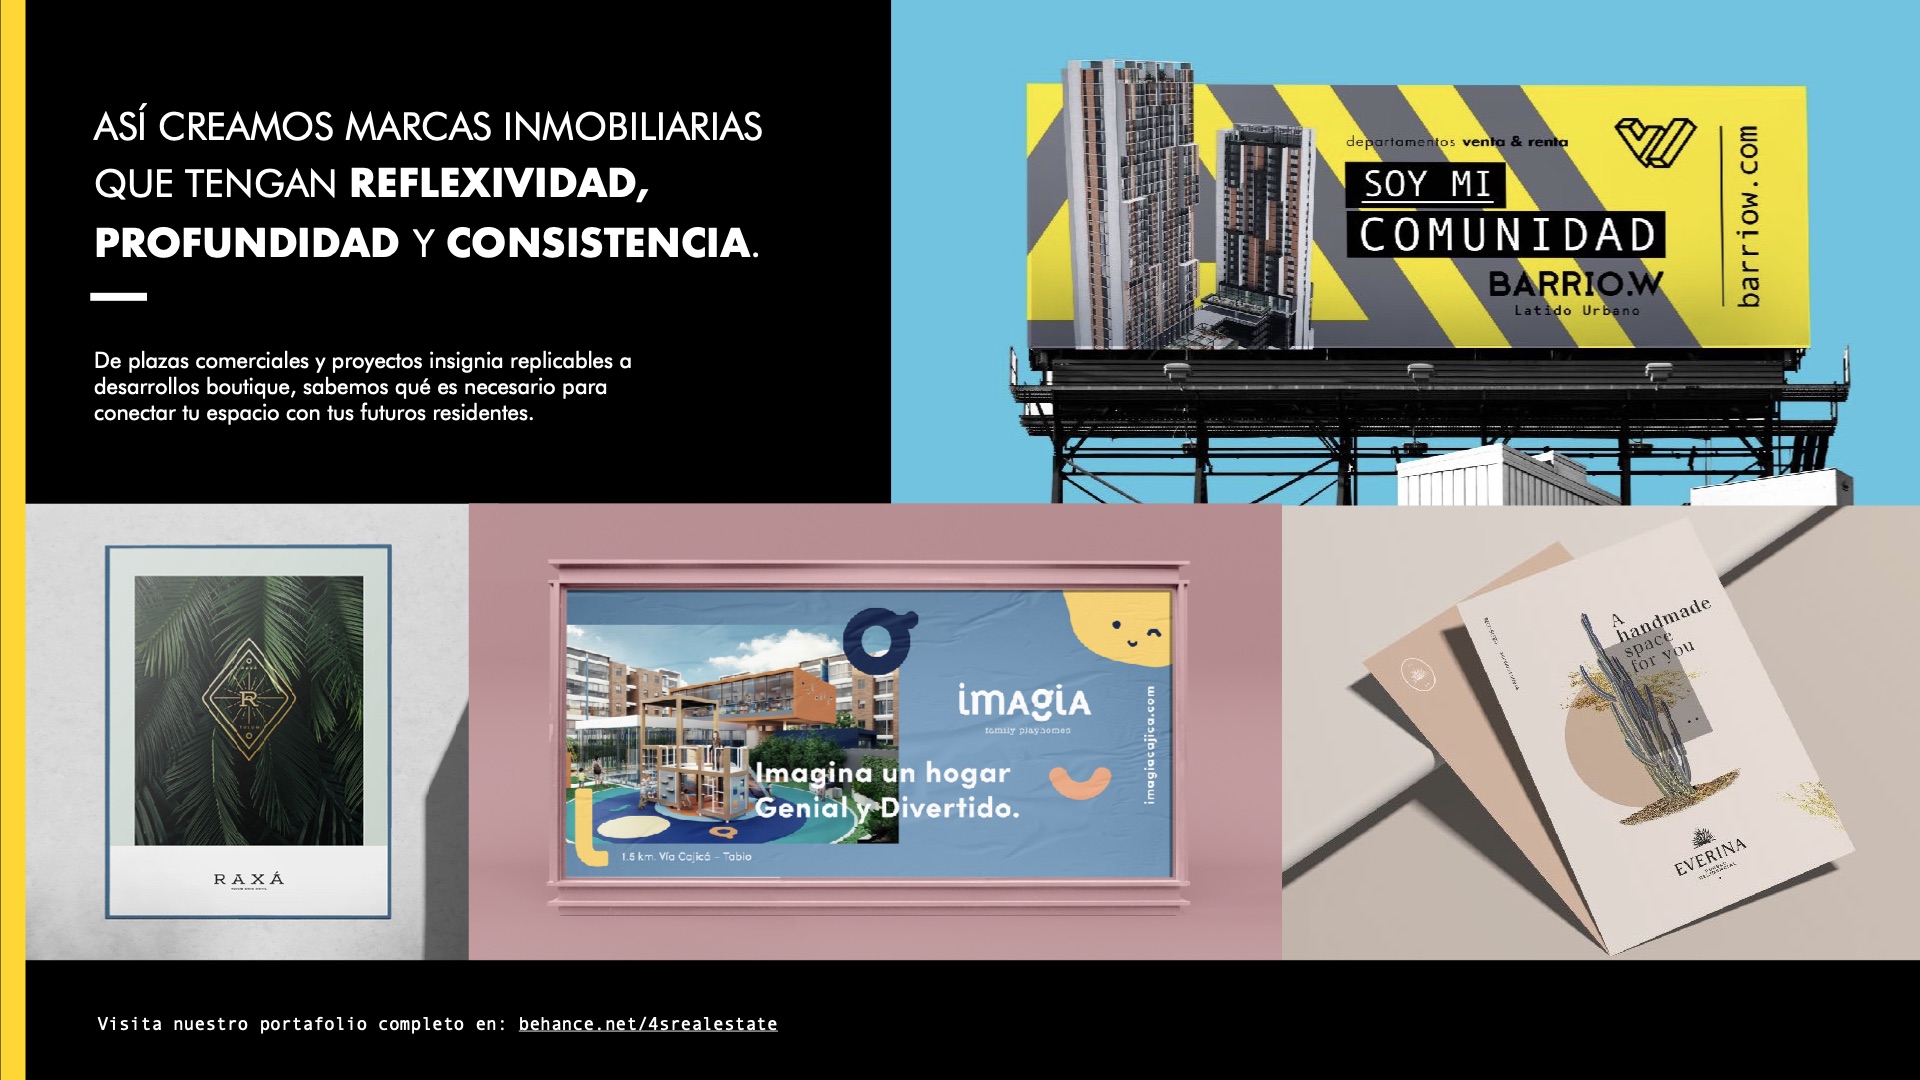 ASÍ CREAMOS MARCAS INMOBILIARIAS
QUE TENGAN REFLEXIVIDAD,
PROFUNDIDAD Y CONSISTENCIA.
De plazas comerciales y proyectos insignia replicables a
desarrollos boutique, sabemos qué es necesario para
conectar tu espacio con tus futuros residentes.
departamentos venta & renta
SOY MI
COMUNIDAD
BARRIO.W
Latido Urbano
barriow.com
R
TULUM
RAXÁ
imAgiA
family playhomes
Imagina un hogar
Genial y Divertido.
1.5 km. Vía Cajicá – Tabio
imagiacajica.com
A
handmade
space
for you
EVERINA
Visita nuestro portafolio completo en: behance.net/4srealestate